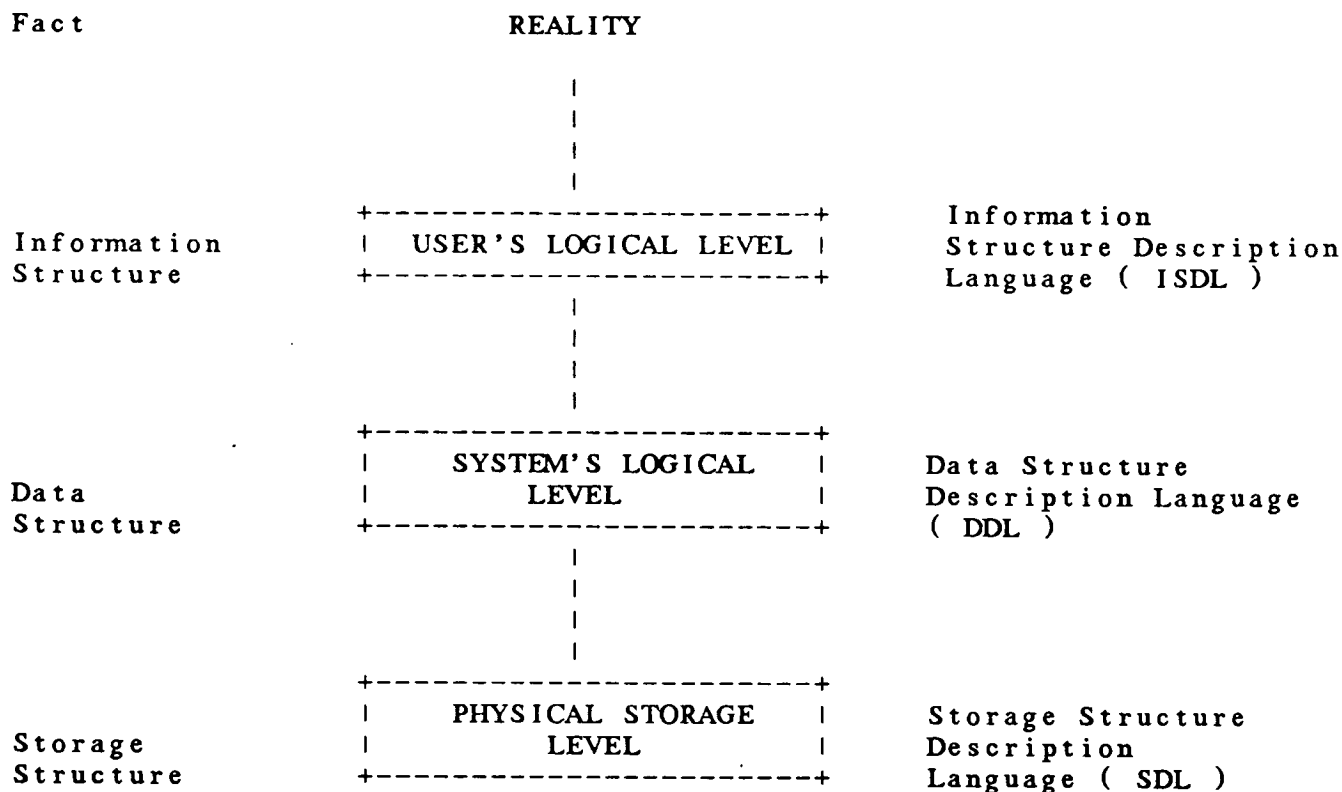 Fact REALITY
Information
USER'S LOGICAL LEVEL
Structure
Information
Structure Description
Language ( ISDL )
SYSTEM'S LOGICAL
LEVEL
Data
Structure
Data Structure
Description Language
( DDL )
PHYSICAL STORAGE
LEVEL
Storage
Structure
Storage Structure
Description
Language ( SDL )